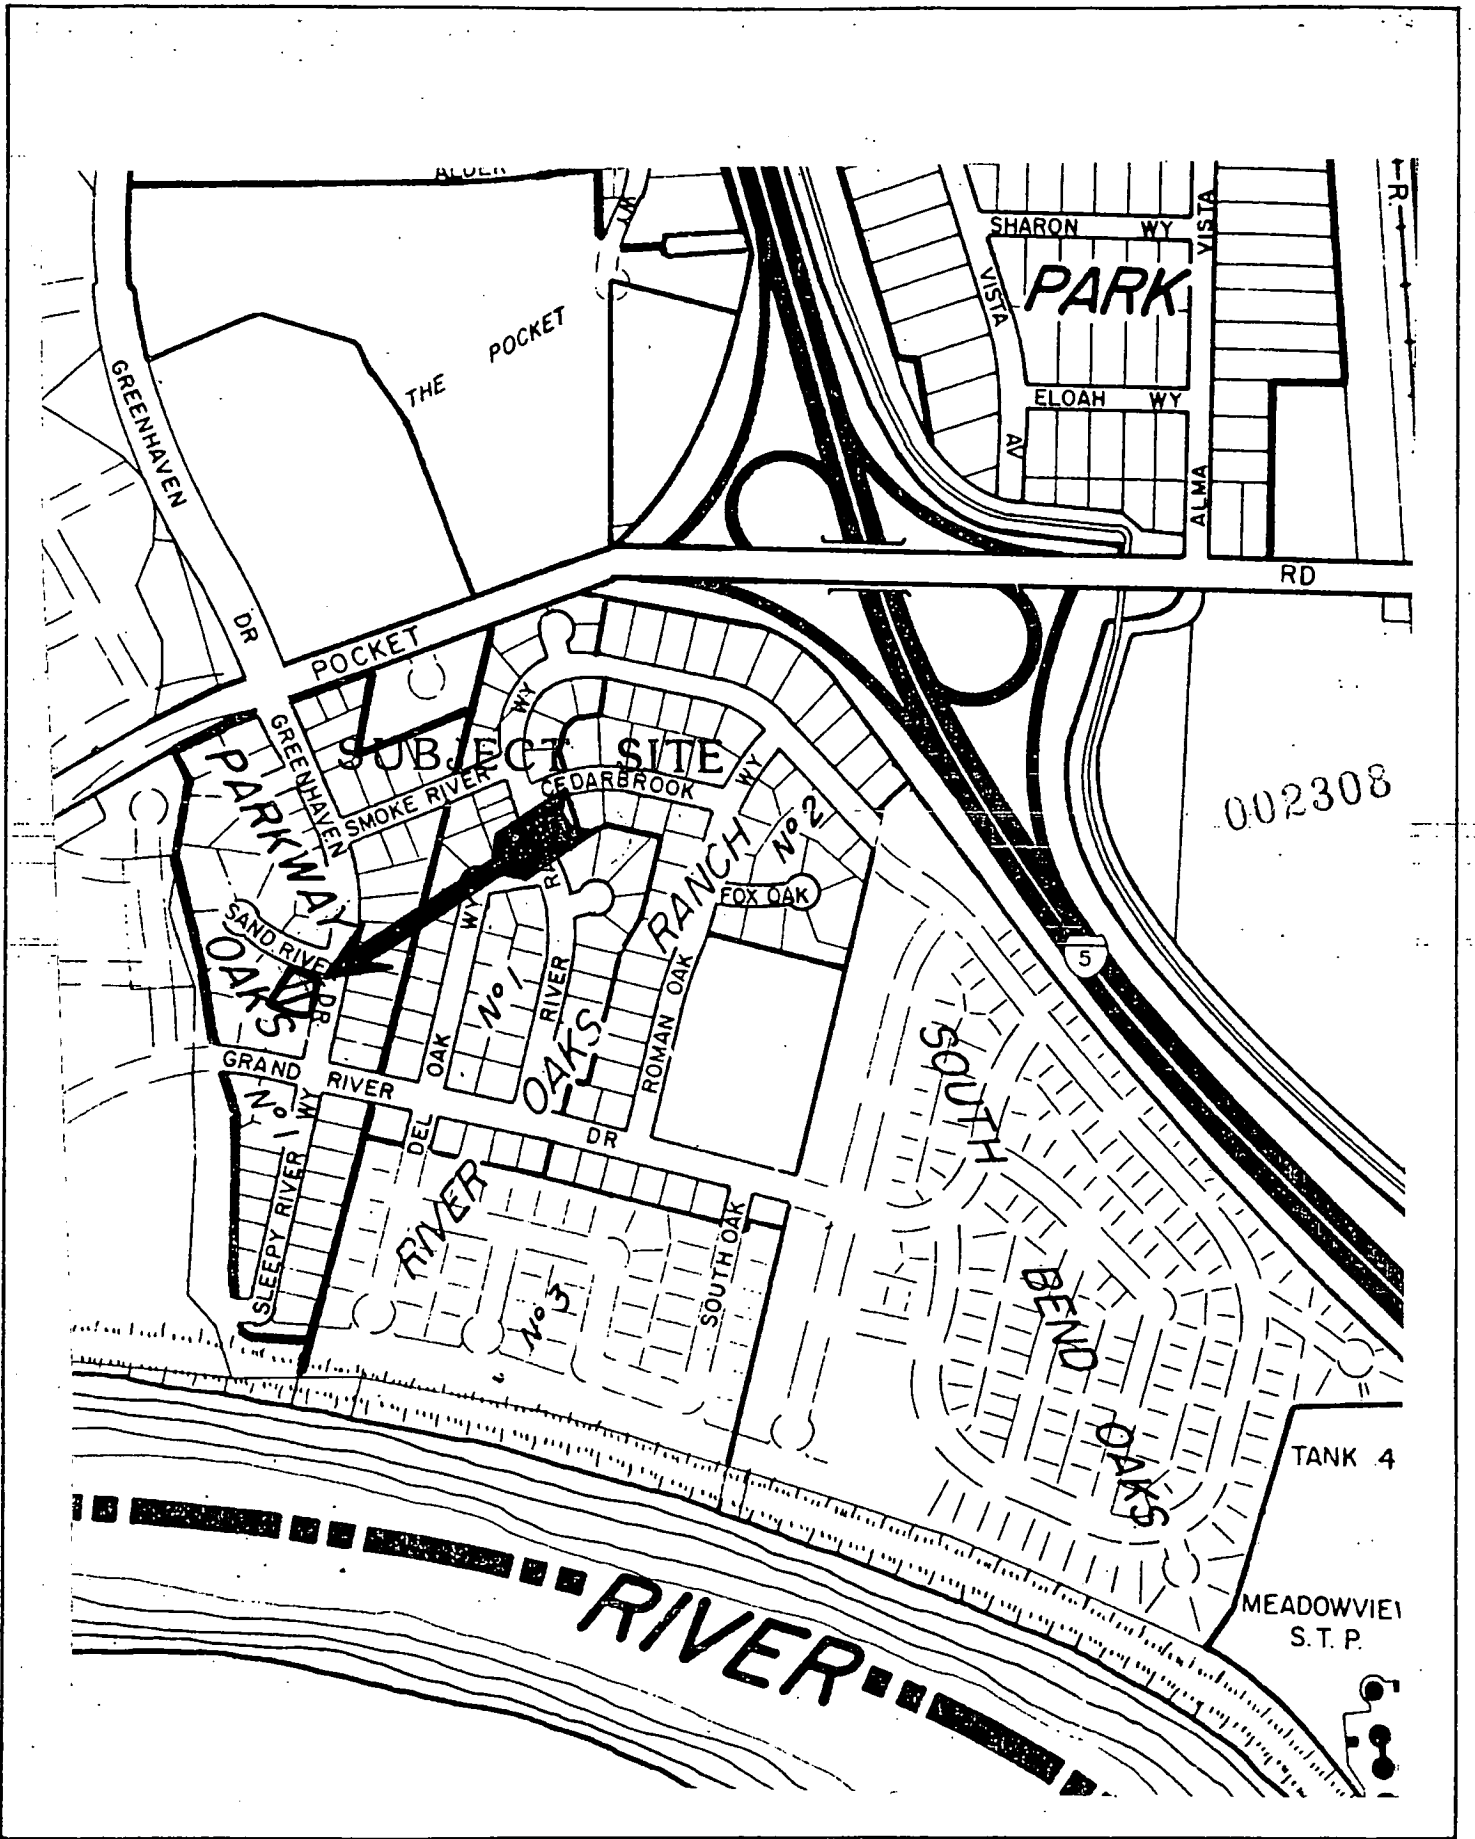 ALDER
WY
SHARON WY
VISTA
R.
PARK
VISTA
THE POCKET
GREENHAVEN
ELOAH WY
AV
ALMA
RD
DR
POCKET
WY
GREENHAVEN
SUBJECT SITE
SMOKE RIVER
CEDARBROOK
WY
002308
PARKWAY
OAKS
Nº 1
RANCH
Nº 2
FOX OAK
WY
SAND RIVE
DR
5
Nº 1
RIVER
ROMAN OAK
OAKS
GRAND RIVER
OAK
DR
WY
DEL
SLEEPY RIVER
RIVER
Nº 3
SOUTH OAK
SOUTH
BEND
OAKS
TANK 4
MEADOWVIE
S.T.P.
RIVER